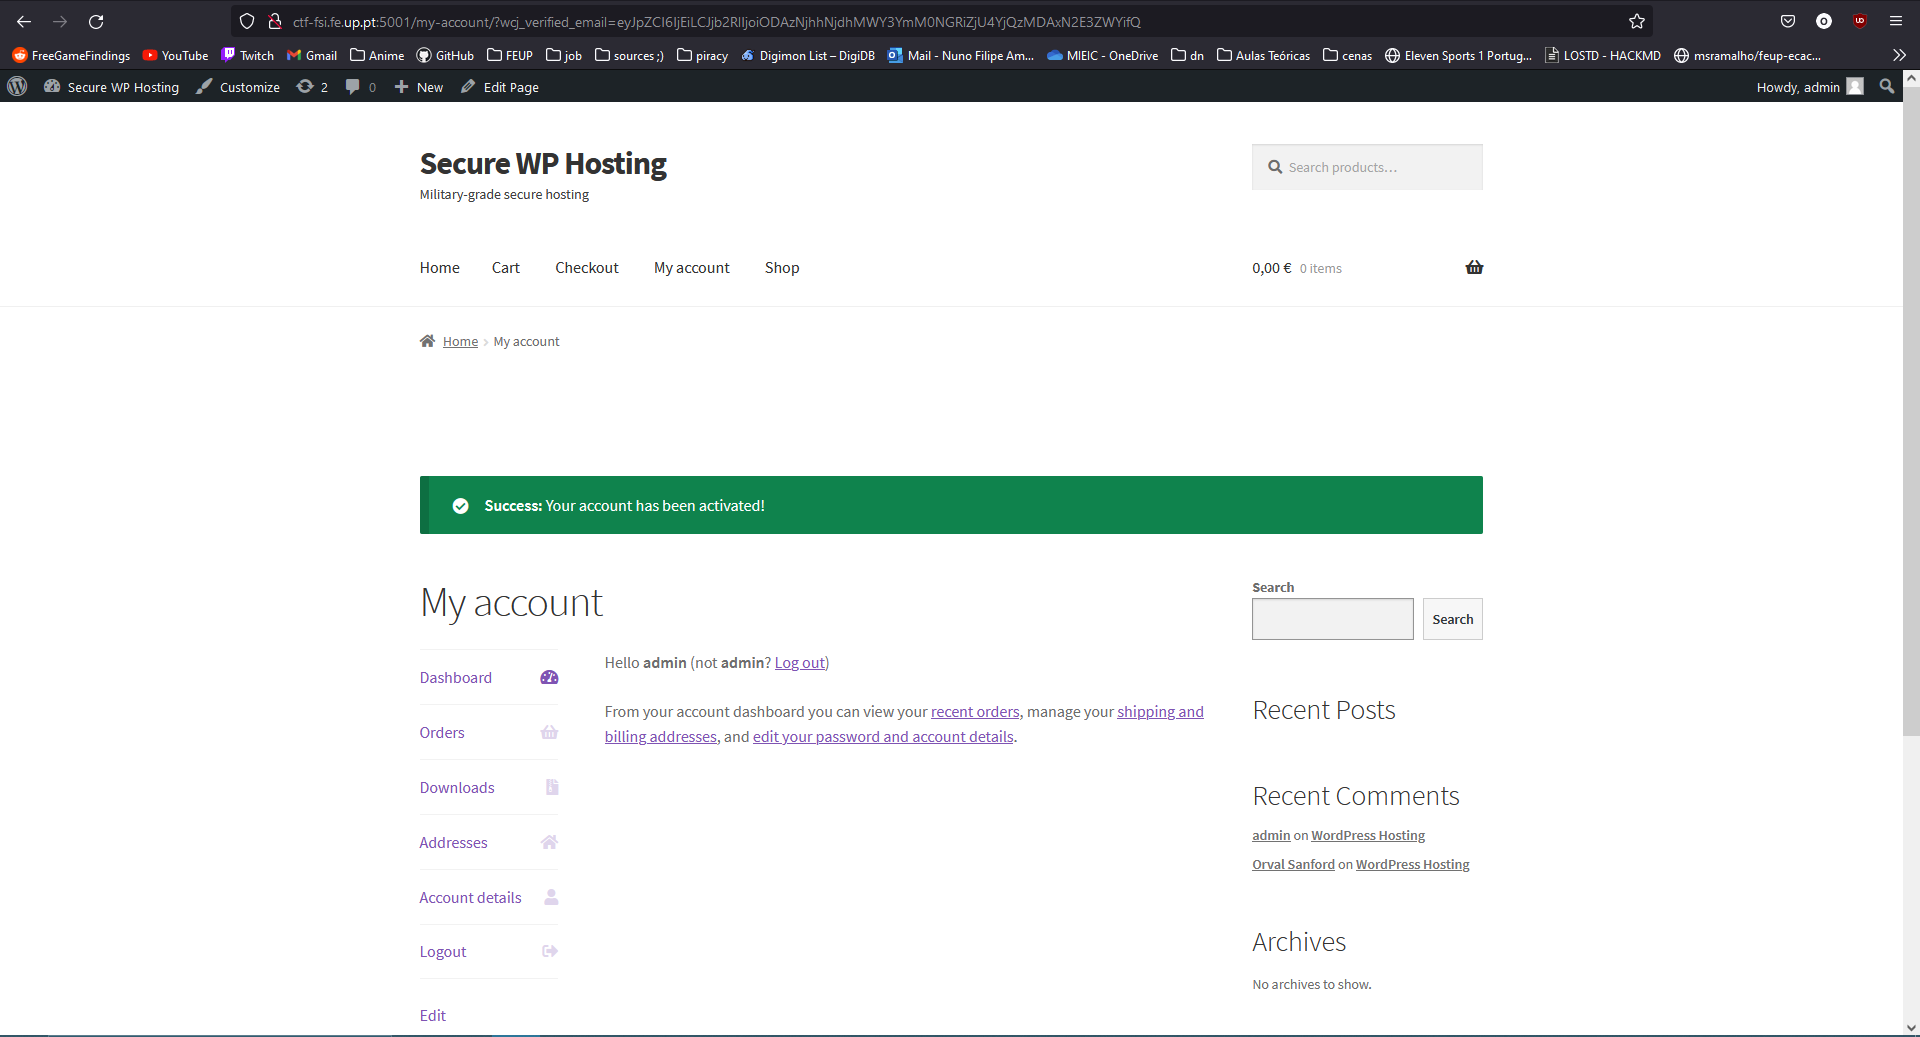 ctf-fsi.fe.up.pt:5001/my-account/?wcj_verified_email=eyJpZCI6IjEiLCJjb2RlIjoiODAzNjhhNjdhMWY3YmM0NGRiZjU4YjQzMDAxN2E3ZWYifQ
FreeGameFindings YouTube Twitch Gmail Anime GitHub FEUP job sources ;) piracy Digimon List – DigiDB Mail - Nuno Filipe Am... MIEIC - OneDrive dn Aulas Teóricas cenas Eleven Sports 1 Portug... LOSTD - HACKMD msramalho/feup-ecac...
Secure WP Hosting Customize 2 0 New Edit Page Howdy, admin
Secure WP Hosting
Military-grade secure hosting
Search products...
Home Cart Checkout My account Shop
0,00 € 0 items
Home My account
Success: Your account has been activated!
My account
Dashboard
Orders
Downloads
Addresses
Account details
Logout
Edit
Hello admin (not admin? Log out)
From your account dashboard you can view your recent orders, manage your shipping and
billing addresses, and edit your password and account details.
Search
Search
Recent Posts
Recent Comments
admin on WordPress Hosting
Orval Sanford on WordPress Hosting
Archives
No archives to show.